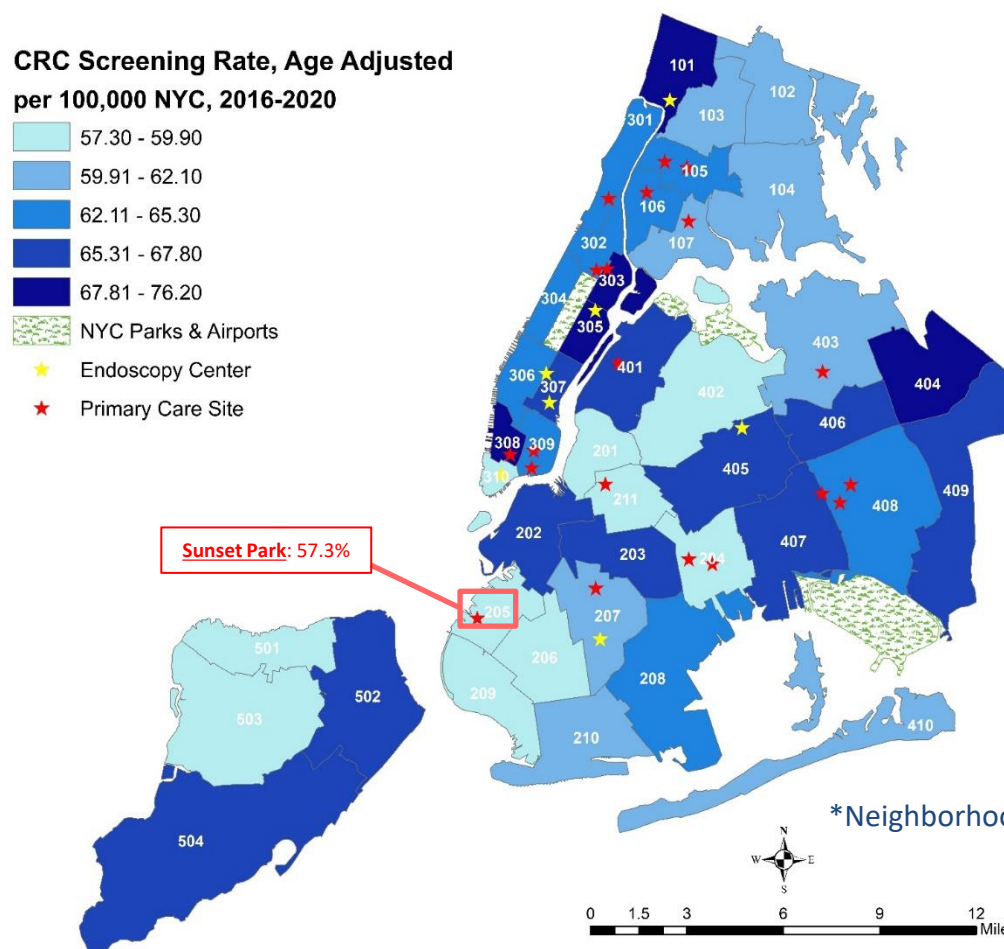 CRC Screening Rate, Age Adjusted
per 100,000 NYC, 2016-2020
57.30 - 59.90
59.91 - 62.10
62.11 - 65.30
65.31 - 67.80
67.81 - 76.20
NYC Parks & Airports
Endoscopy Center
Primary Care Site
Sunset Park: 57.3%
101
102
103
301
105
104
106
107
302
303
304
305
403
401
404
306
307
402
406
308
309
201
405
310
211
409
408
202
203
204
407
205
207
501
206
502
209
208
503
410
210
504
*Neighborhoo
N
W E
S
0 1.5 3 6 9 12
Mile